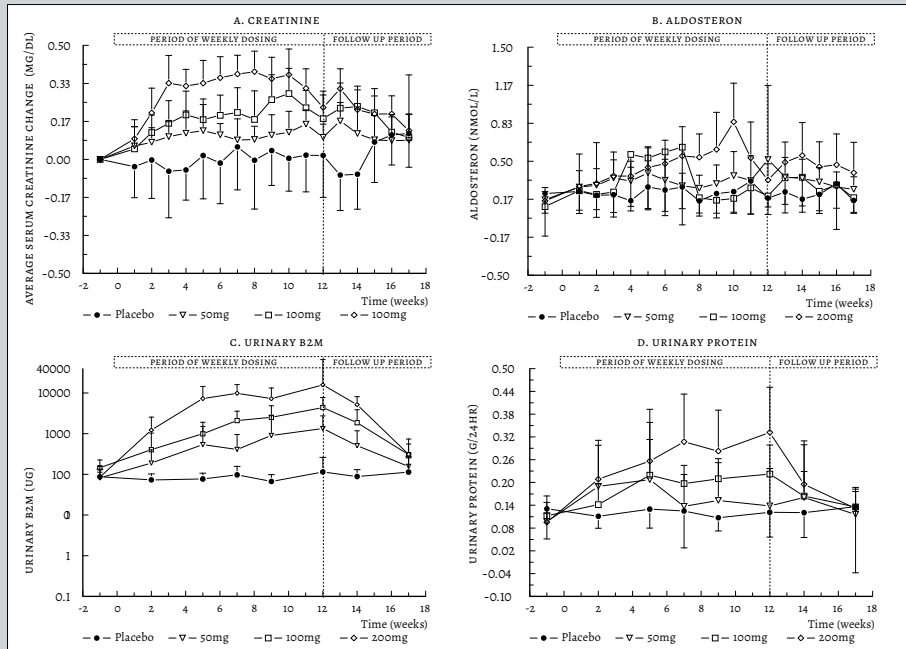 A. CREATININE
PERIOD OF WEEKLY DOSING
FOLLOW UP PERIOD
AVERAGE SERUM CREATININE CHANGE (MG/DL)
0.50
0.33
0.17
0.00
-0.17
-0.33
-0.50
-2 0 2 4 6 8 10 12 14 16 18
Time (weeks)
Placebo 50mg 100mg 100mg
B. ALDOSTERON
PERIOD OF WEEKLY DOSING
FOLLOW UP PERIOD
ALDOSTERON (NMOL/L)
1.50
1.17
0.83
0.50
0.17
-0.17
-0.50
-2 0 2 4 6 8 10 12 14 16 18
Time (weeks)
Placebo 50mg 100mg 200mg
C. URINARY B2M
PERIOD OF WEEKLY DOSING
FOLLOW UP PERIOD
URINARY B2M (UG)
40000
10000
1000
100
0
1
0.1
-2 0 2 4 6 8 10 12 14 16 18
Time (weeks)
Placebo 50mg 100mg 200mg
D. URINARY PROTEIN
PERIOD OF WEEKLY DOSING
FOLLOW UP PERIOD
URINARY PROTEIN (G/24HR)
0.50
0.44
0.38
0.32
0.26
0.20
0.14
0.08
0.02
-0.04
-0.10
-2 0 2 4 6 8 10 12 14 16 18
Time (weeks)
Placebo 50mg 100mg 200mg